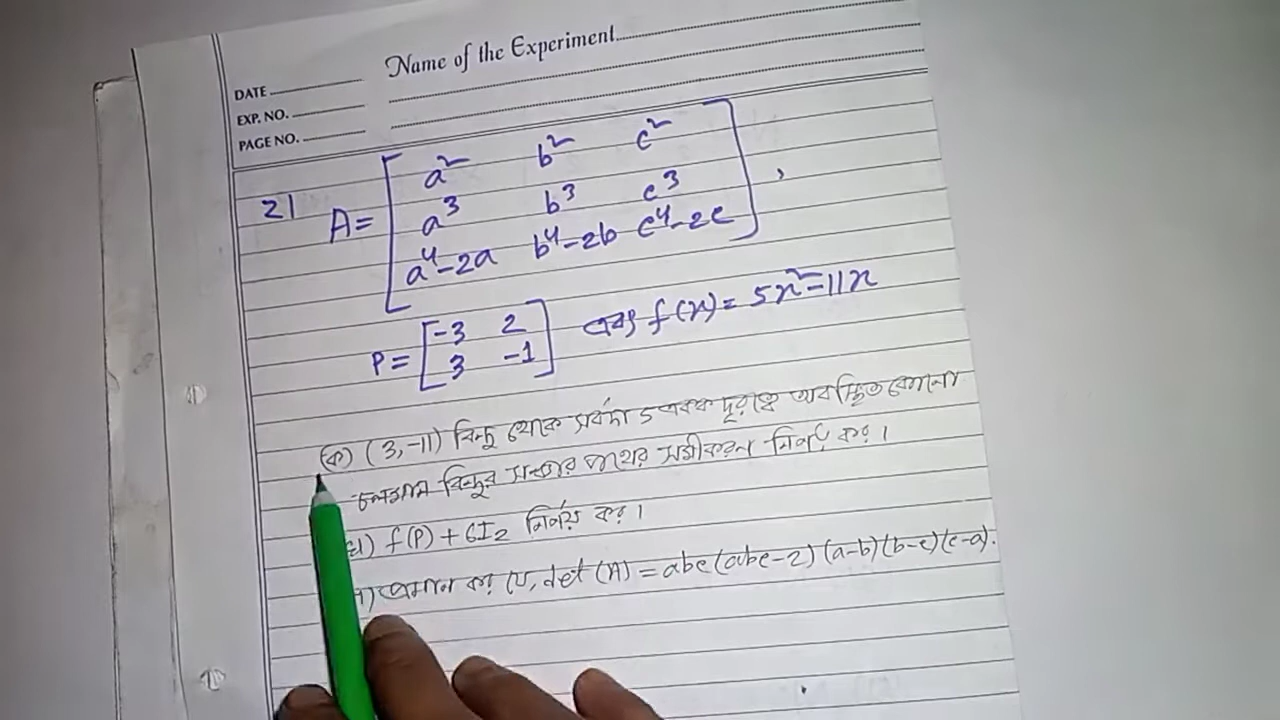 Name of the Experiment
DATE
EXP. NO.
PAGE NO.
21 A = [ a² b² c²
a³ b³ c³
a⁴-2a b⁴-2b c⁴-2c ] ,
P = [ -3 2
3 -1 ] এবং f(x) = 5x²-11x
(ক) (3, -11) বিন্দু থেকে সর্বদা 5 একক দূরত্বে অবস্থিত কোনো
চলমান বিন্দুর সঞ্চার পথের সমীকরণ নির্ণয় কর।
খ) f(P) + 6I₂ নির্ণয় কর।
গ) প্রমাণ কর যে, det (A) = abc(abc-2)(a-b)(b-c)(c-a).